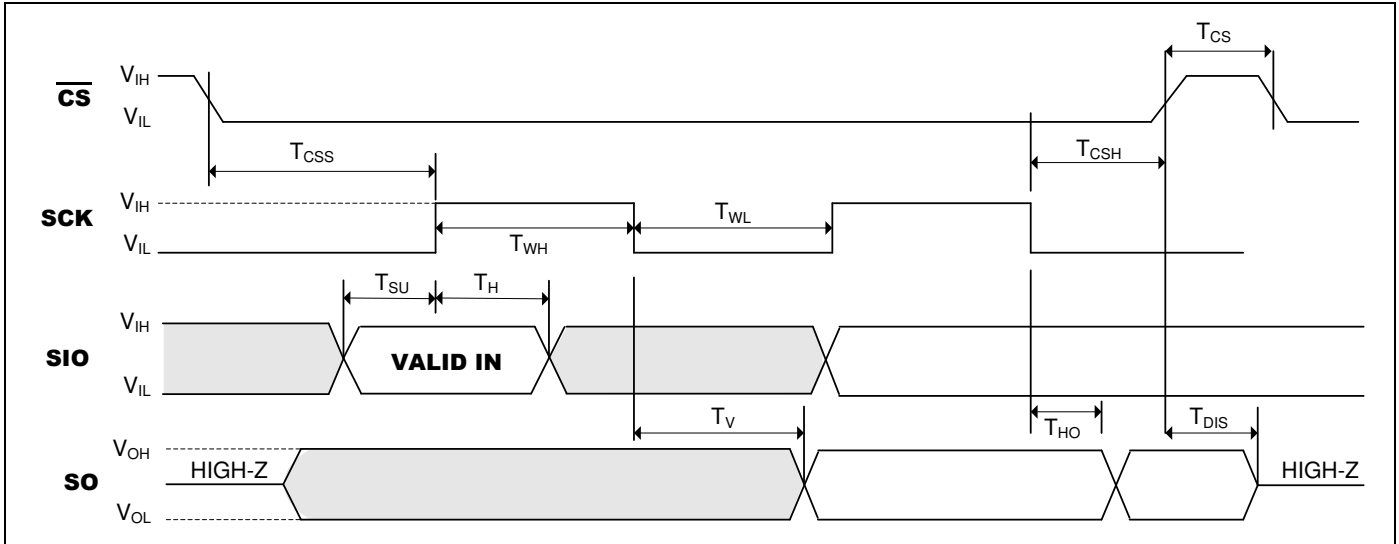 T_CS
V_IH
CS
V_IL
T_CSS
T_CSH
V_IH
SCK
T_WL
T_WH
V_IL
T_SU
T_H
V_IH
SIO
VALID IN
V_IL
T_V
T_HO
T_DIS
V_OH
HIGH-Z
HIGH-Z
SO
V_OL